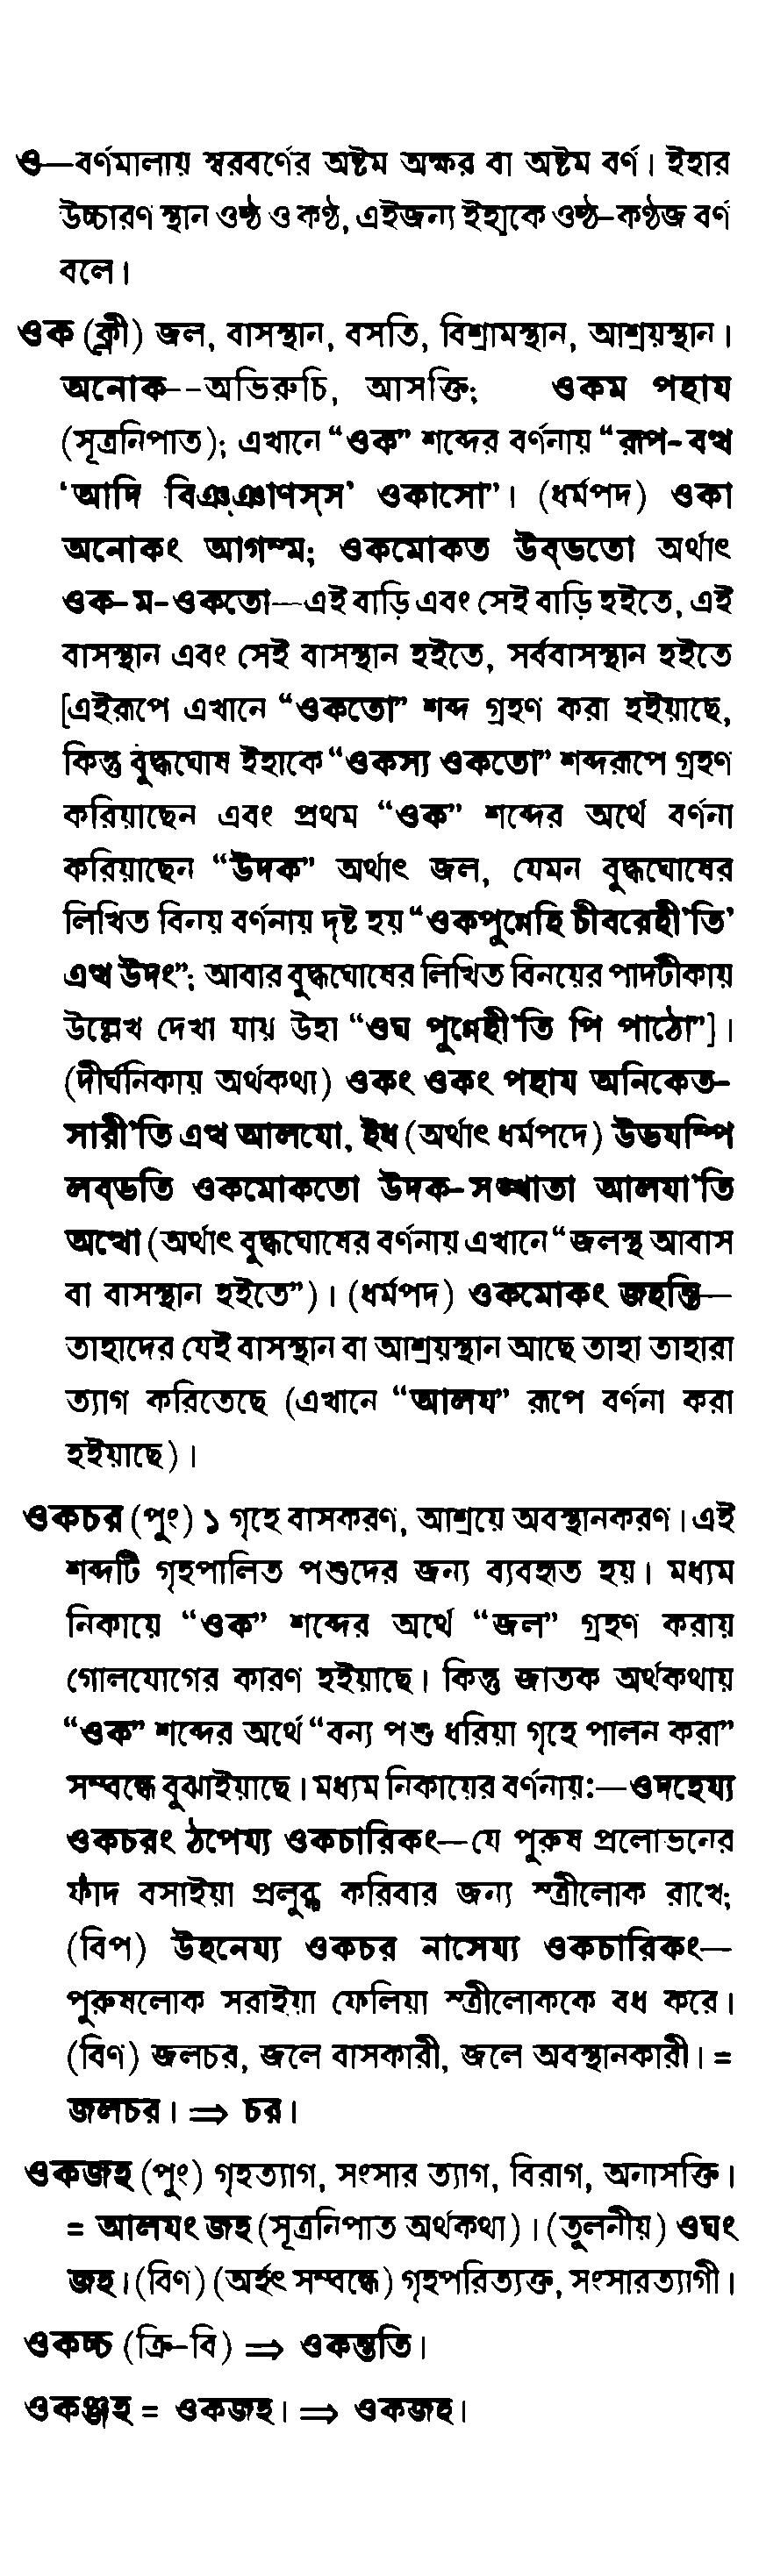 ও—বর্ণমালায় স্বরবর্ণের অষ্টম অক্ষর বা অষ্টম বর্ণ। ইহার
উচ্চারণ স্থান ওষ্ঠ ও কণ্ঠ, এইজন্য ইহাকে ওষ্ঠ-কণ্ঠজ বর্ণ
বলে।
ওক (ক্লী) জল, বাসস্থান, বসতি, বিশ্রামস্থান, আশ্রয়স্থান।
অনোক--অভিরুচি, আসক্তি; ওকম পহায
(সূত্রনিপাত); এখানে “ওক” শব্দের বর্ণনায় “রূপ-বত্থ
‘আদি বিঞ্ঞাণস্স’ ওকাসো”। (ধর্মপদ) ওকা
অনোকং আগম্ম; ওকমোকত উব্ভতো অর্থাৎ
ওক-ম-ওকতো—এই বাড়ি এবং সেই বাড়ি হইতে, এই
বাসস্থান এবং সেই বাসস্থান হইতে, সর্ববাসস্থান হইতে
[এইরূপে এখানে “ওকতো” শব্দ গ্রহণ করা হইয়াছে,
কিন্তু বুদ্ধঘোষ ইহাকে “ওকস্য ওকতো” শব্দরূপে গ্রহণ
করিয়াছেন এবং প্রথম “ওক” শব্দের অর্থে বর্ণনা
করিয়াছেন “উদক” অর্থাৎ জল, যেমন বুদ্ধঘোষের
লিখিত বিনয় বর্ণনায় দৃষ্ট হয় “ওকপুন্নেহি চীবরেহী’তি’
এত্থ উদং”; আবার বুদ্ধঘোষের লিখিত বিনয়ের পাদটীকায়
উল্লেখ দেখা যায় উহা “ওঘ পুন্নেহী’তি পি পাঠো”]।
(দীর্ঘনিকায় অর্থকথা) ওকং ওকং পহায অনিকেত-
সারী’তি এত্থ আলযো, ইধ (অর্থাৎ ধর্মপদে) উভযম্পি
লব্ভতি ওকমোকতো উদক-সঙ্খাতা আলযা’তি
অত্থো (অর্থাৎ বুদ্ধঘোষের বর্ণনায় এখানে “জলস্থ আবাস
বা বাসস্থান হইতে”)। (ধর্মপদ) ওকমোকং জহন্তি—
তাহাদের যেই বাসস্থান বা আশ্রয়স্থান আছে তাহা তাহারা
ত্যাগ করিতেছে (এখানে “আলয” রূপে বর্ণনা করা
হইয়াছে)।
ওকচর (পুং) ১ গৃহে বাসকরণ, আশ্রয়ে অবস্থানকরণ। এই
শব্দটি গৃহপালিত পশুদের জন্য ব্যবহৃত হয়। মধ্যম
নিকায়ে “ওক” শব্দের অর্থে “জল” গ্রহণ করায়
গোলযোগের কারণ হইয়াছে। কিন্তু জাতক অর্থকথায়
“ওক” শব্দের অর্থে “বন্য পশু ধরিয়া গৃহে পালন করা”
সম্বন্ধে বুঝাইয়াছে। মধ্যম নিকায়ের বর্ণনায়:—ওদহেয্য
ওকচরং ঠপেয্য ওকচারিকং—যে পুরুষ প্রলোভনের
ফাঁদ বসাইয়া প্রলুব্ধ করিবার জন্য স্ত্রীলোক রাখে;
(বিপ) উহনেয্য ওকচর নাসেয্য ওকচারিকং—
পুরুষলোক সরাইয়া ফেলিয়া স্ত্রীলোককে বধ করে।
(বিণ) জলচর, জলে বাসকারী, জলে অবস্থানকারী। =
জলচর। ⇒ চর।
ওকজহ (পুং) গৃহত্যাগ, সংসার ত্যাগ, বিরাগ, অনাসক্তি।
= আলযং জহ (সূত্রনিপাত অর্থকথা)। (তুলনীয়) ওঘং
জহ। (বিণ) (অর্হৎ সম্বন্ধে) গৃহপরিত্যক্ত, সংসারত্যাগী।
ওকচ্চ (ক্রি-বি) ⇒ ওকন্ততি।
ওকঞ্জহ = ওকজহ। ⇒ ওকজহ।